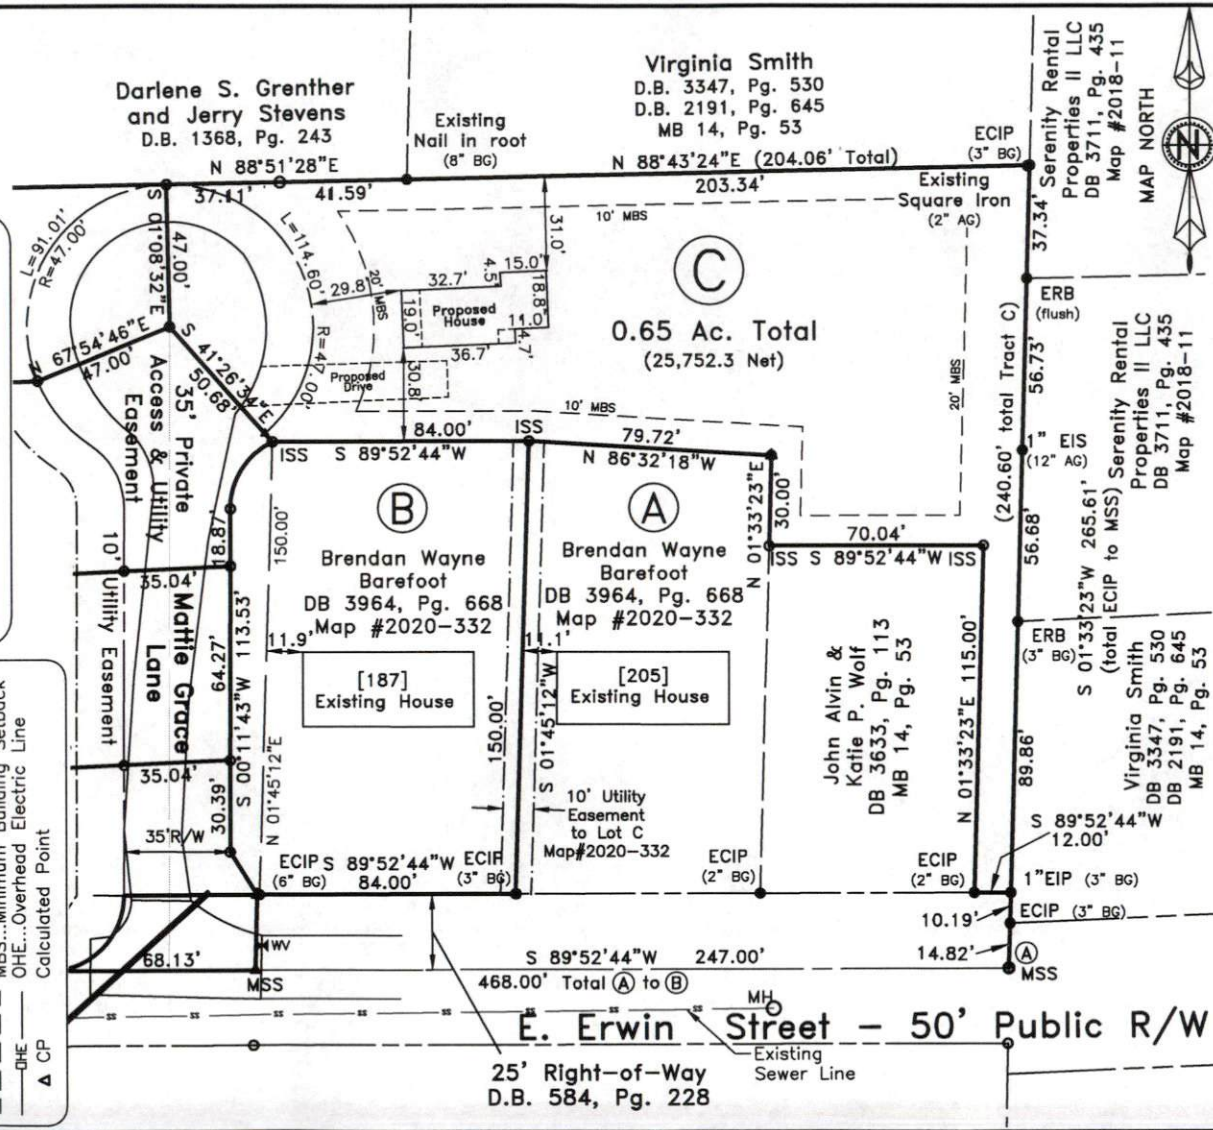 Darlene S. Grenther
and Jerry Stevens
D.B. 1368, Pg. 243
Existing
Nail in root
(8" BG)
Virginia Smith
D.B. 3347, Pg. 530
D.B. 2191, Pg. 645
MB 14, Pg. 53
ECIP
(3" BG)
Serenity Rental
Properties II LLC
DB 3711, Pg. 435
Map #2018-11
MAP NORTH
N
N 88°51'28"E
37.11'
41.59'
N 88°43'24"E (204.06' Total)
203.34'
Existing
Square Iron
(2" AG)
37.34'
L=91.01'
R=47.00'
S 01°08'32"E
47.00'
L=114.60'
R=47.00'
10' MBS
31.0'
20' MBS
29.8'
32.7'
4.5'
15.0'
18.8'
19.0'
Proposed
House
11.0'
4.7'
36.7'
30.8'
Proposed
Drive
C
0.65 Ac. Total
(25,752.3 Net)
ERB
(flush)
(240.60' total Tract C)
56.73'
Serenity Rental
Properties II LLC
DB 3711, Pg. 435
Map #2018-11
N 67°54'46"E
47.00'
S 41°26'34"E
50.68'
35' Private
Access & Utility
Easement
10' MBS
20' MBS
84.00'
ISS
ISS
S 89°52'44"W
79.72'
N 86°32'18"W
1" EIS
(12" AG)
N 01°33'23"E
30.00'
70.04'
ISS S 89°52'44"W ISS
56.68'
S 01°33'23"W 265.61'
(total ECIP to MSS)
B
Brendan Wayne
Barefoot
DB 3964, Pg. 668
Map #2020-332
A
Brendan Wayne
Barefoot
DB 3964, Pg. 668
Map #2020-332
150.00'
18.87'
35.04'
10' Utility Easement
Mattie Grace
Lane
64.27'
S 00°11'43"W 113.53'
11.9'
[187]
Existing House
11.1'
[205]
Existing House
150.00'
S 01°45'12"W
N 01°45'12"E
John Alvin &
Katie P. Wolf
DB 3633, Pg. 113
MB 14, Pg. 53
N 01°33'23"E 115.00'
ERB
(3" BG)
89.86'
Virginia Smith
DB 3347, Pg. 530
DB 2191, Pg. 645
MB 14, Pg. 53
35.04'
30.39'
35'R/W
10' Utility
Easement
to Lot C
Map#2020-332
S 89°52'44"W
12.00'
ECIP
(6" BG)
S 89°52'44"W
84.00'
ECIP
(3" BG)
ECIP
(2" BG)
ECIP
(2" BG)
1"EIP (3" BG)
10.19'
ECIP (3" BG)
14.82'
A
MSS
WV
68.13'
MSS
S 89°52'44"W 247.00'
468.00' Total A to B
MH
ss ss ss ss ss ss
E. Erwin Street - 50' Public R/W
Existing
Sewer Line
25' Right-of-Way
D.B. 584, Pg. 228
MBS...Minimum Building Setback
OHE OHE...Overhead Electric Line
CP Calculated Point